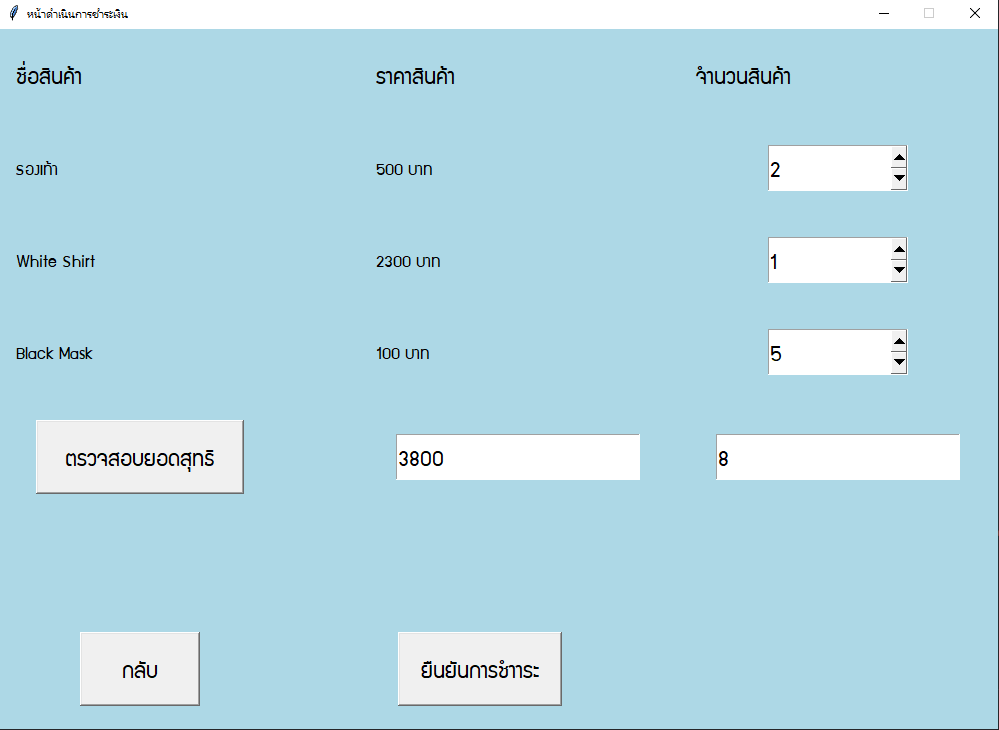 หน้าดำเนินการชำระเงิน
ชื่อสินค้า ราคาสินค้า จำนวนสินค้า
รองเท้า 500 บาท 2
White Shirt 2300 บาท 1
Black Mask 100 บาท 5
ตรวจสอบยอดสุทธิ 3800 8
กลับ ยืนยันการชำาระ